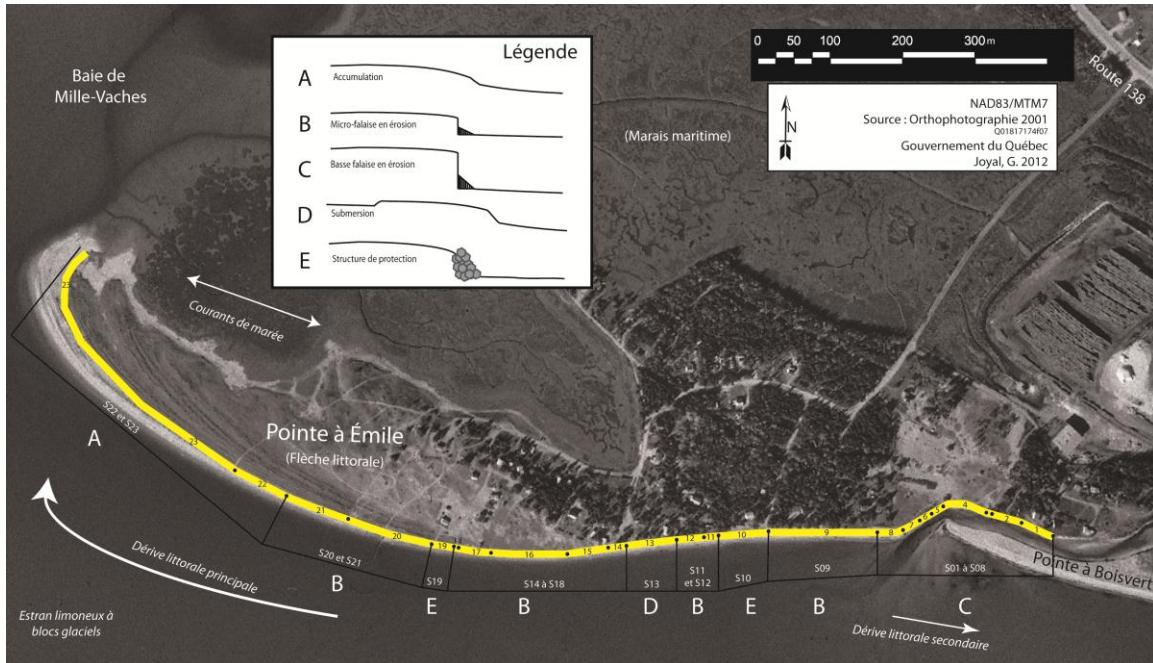 Baie de
Mille-Vaches
Légende
A
Accumulation
B
Micro-falaise en érosion
C
Basse falaise en érosion
D
Submersion
E
Structure de protection
0 50 100 200 300 m
Route 138
NAD83/MTM7
Source : Orthophotographie 2001
Q01817174f07
Gouvernement du Québec
Joyal, G. 2012
N
(Marais maritime)
Courants de marée
Pointe à Émile
(Flèche littorale)
23
23
22
21
20
19
17
16
15
14
13
12
11
10
9
8
7
6
5
4
2
1
S22 et S23
A
S20 et S21
B
S19
E
S14 à S18
B
S13
D
S11
et S12
B
S10
E
S09
B
S01 à S08
C
Pointe à Boisvert
Dérive littorale principale
Dérive littorale secondaire
Estran limoneux à
blocs glaciels